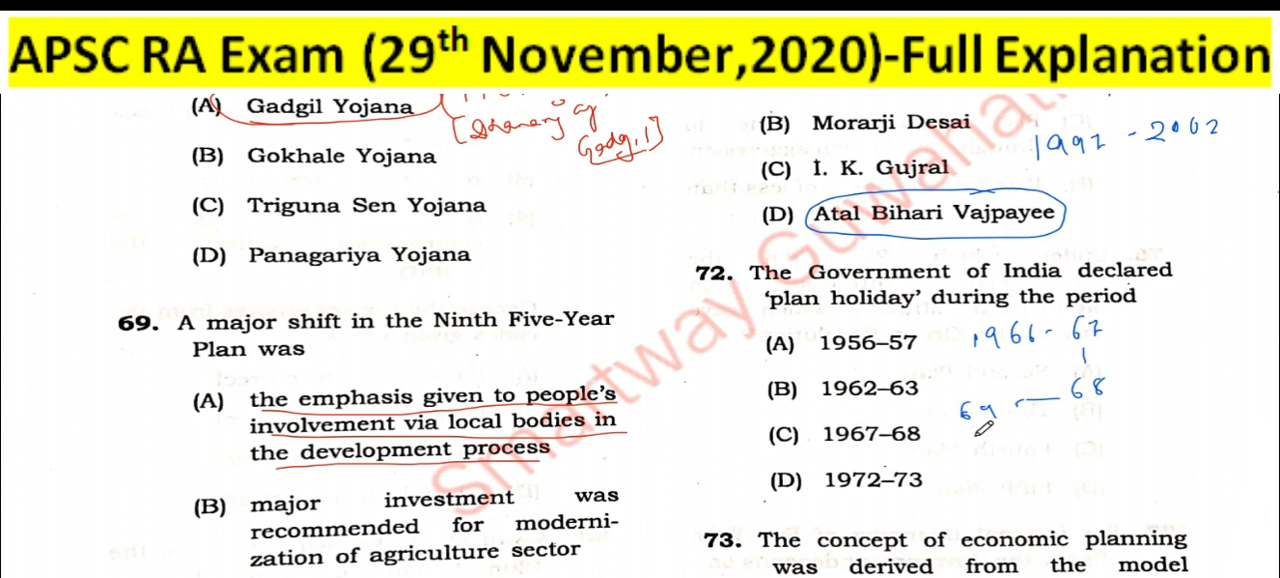 APSC RA Exam (29th November,2020)-Full Explanation
(A) Gadgil Yojana
(B) Gokhale Yojana
(C) Triguna Sen Yojana
(D) Panagariya Yojana
69. A major shift in the Ninth Five-Year
Plan was
(A) the emphasis given to people's
involvement via local bodies in
the development process
(B) major investment was
recommended for moderni-
zation of agriculture sector
(B) Morarji Desai
1992 - 2002
(C) I. K. Gujral
(D) Atal Bihari Vajpayee
72. The Government of India declared
'plan holiday' during the period
(A) 1956–57
1966 - 67
(B) 1962–63
68
69
(C) 1967–68
(D) 1972–73
73. The concept of economic planning
was derived from the model
Smartway Guwahati